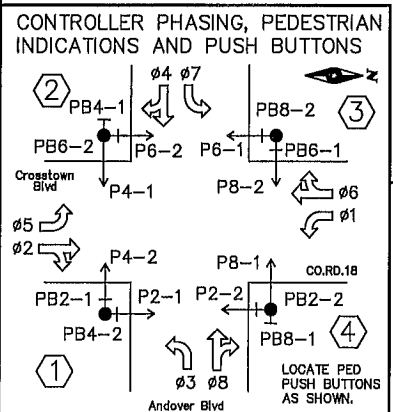 CONTROLLER PHASING, PEDESTRIAN
INDICATIONS AND PUSH BUTTONS
ø4 ø7
N
2
3
PB4-1
PB8-2
PB6-2
P6-2
P6-1
PB6-1
Crosstown
Blvd
P4-1
P8-2
ø6
ø5
ø1
ø2
P4-2
P8-1
CO.RD.18
PB2-1
P2-1
P2-2
PB2-2
PB4-2
PB8-1
1
4
ø3 ø8
LOCATE PED
PUSH BUTTONS
AS SHOWN.
Andover Blvd